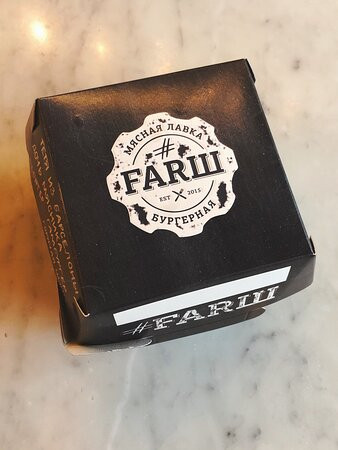 МЯСНАЯ ЛАВКА
#
FARШ
EST 2015
БУРГЕРНАЯ
#FARШ